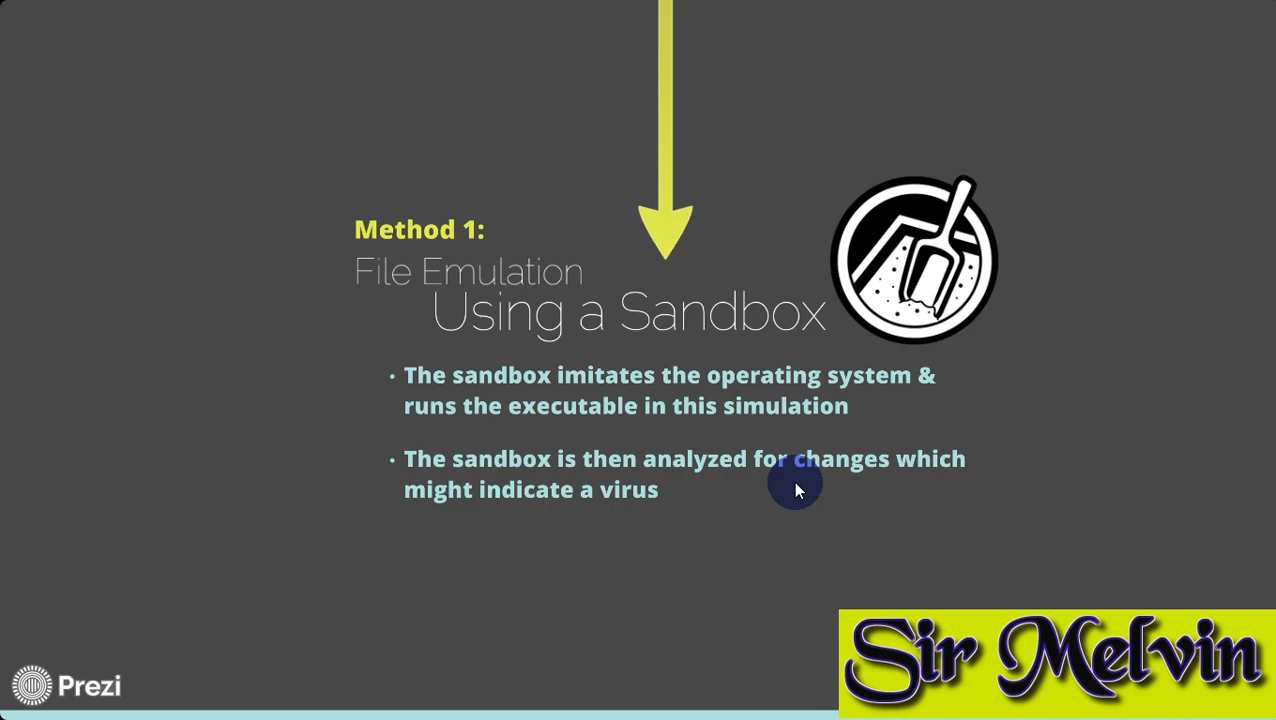 Method 1:
File Emulation
Using a Sandbox
• The sandbox imitates the operating system &
runs the executable in this simulation
• The sandbox is then analyzed for changes which
might indicate a virus
Sir Melvin
Prezi